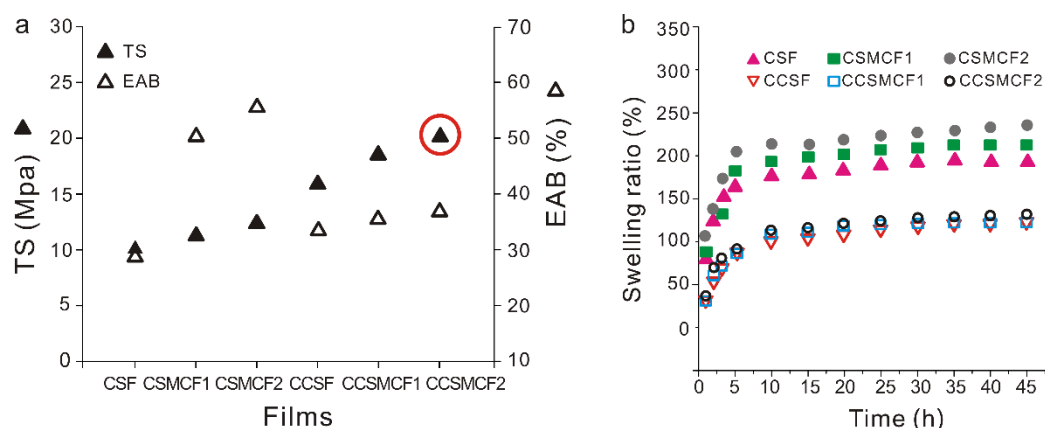 a
TS (Mpa)
30
25
20
15
10
5
0
TS
EAB
70
60
50
40
30
20
10
EAB (%)
CSF CSMCF1 CSMCF2 CCSF CCSMCF1 CCSMCF2
Films
b
Swelling ratio (%)
350
300
250
200
150
100
50
0
CSF CSMCF1 CSMCF2
CCSF CCSMCF1 CCSMCF2
0 5 10 15 20 25 30 35 40 45
Time (h)